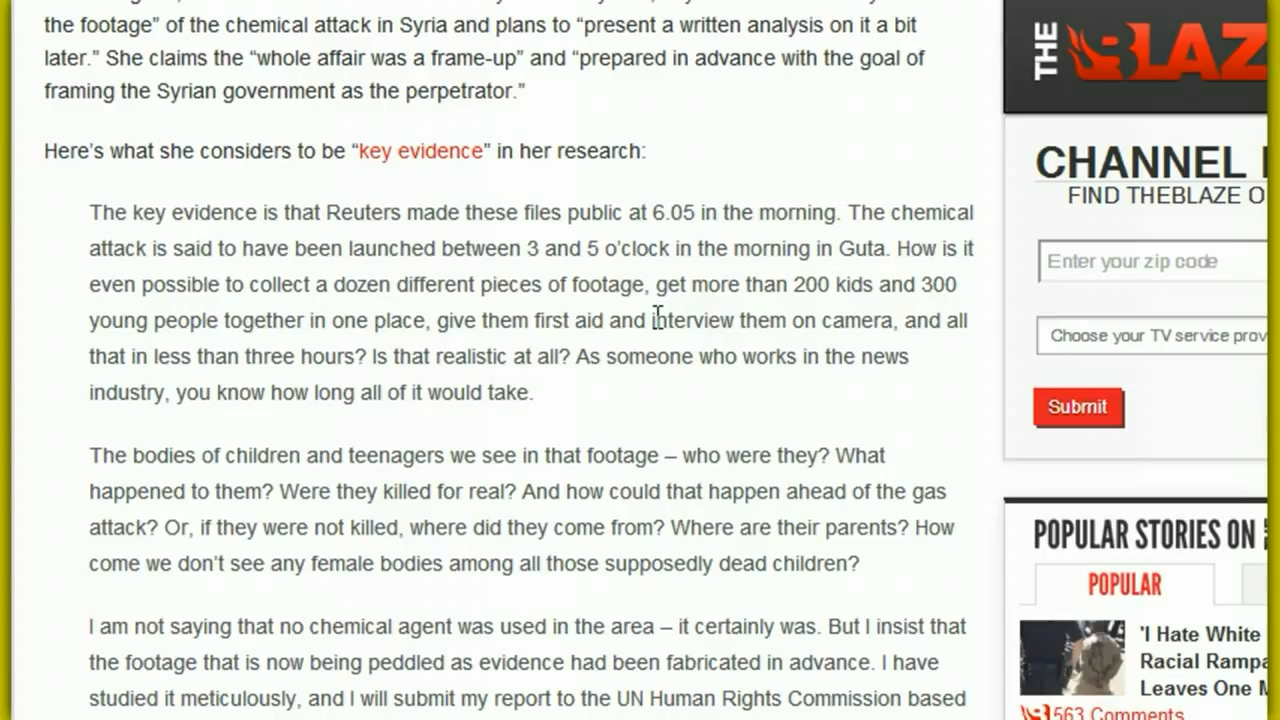 the footage” of the chemical attack in Syria and plans to “present a written analysis on it a bit
later.” She claims the “whole affair was a frame-up” and “prepared in advance with the goal of
framing the Syrian government as the perpetrator.”
Here’s what she considers to be “key evidence” in her research:
The key evidence is that Reuters made these files public at 6.05 in the morning. The chemical
attack is said to have been launched between 3 and 5 o’clock in the morning in Guta. How is it
even possible to collect a dozen different pieces of footage, get more than 200 kids and 300
young people together in one place, give them first aid and interview them on camera, and all
that in less than three hours? Is that realistic at all? As someone who works in the news
industry, you know how long all of it would take.
The bodies of children and teenagers we see in that footage – who were they? What
happened to them? Were they killed for real? And how could that happen ahead of the gas
attack? Or, if they were not killed, where did they come from? Where are their parents? How
come we don’t see any female bodies among all those supposedly dead children?
I am not saying that no chemical agent was used in the area – it certainly was. But I insist that
the footage that is now being peddled as evidence had been fabricated in advance. I have
studied it meticulously, and I will submit my report to the UN Human Rights Commission based
THE BLAZ
CHANNEL
FIND THEBLAZE O
Enter your zip code
Choose your TV service prov
Submit
POPULAR STORIES ON
POPULAR
'I Hate White
Racial Rampa
Leaves One M
563 Comments